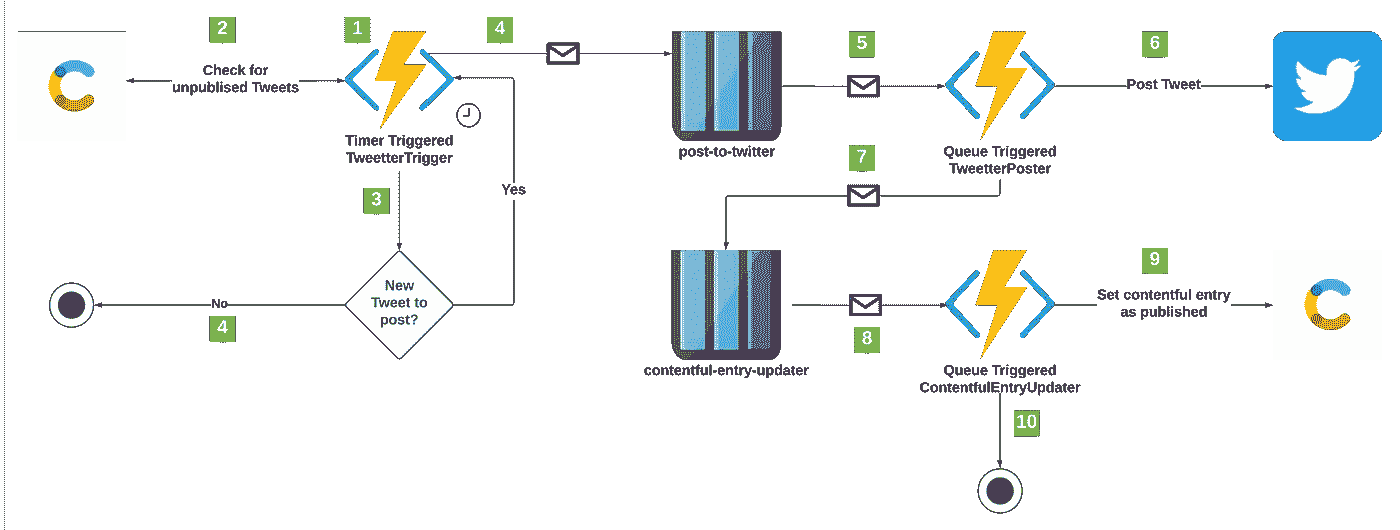 2
1
4
5
6
Check for
unpublised Tweets
Post Tweet
Timer Triggered
TweetterTrigger
post-to-twitter
Queue Triggered
TweetterPoster
3
Yes
7
New
Tweet to
post?
No
4
9
Set contentful entry
as published
8
contentful-entry-updater
Queue Triggered
ContentfulEntryUpdater
10